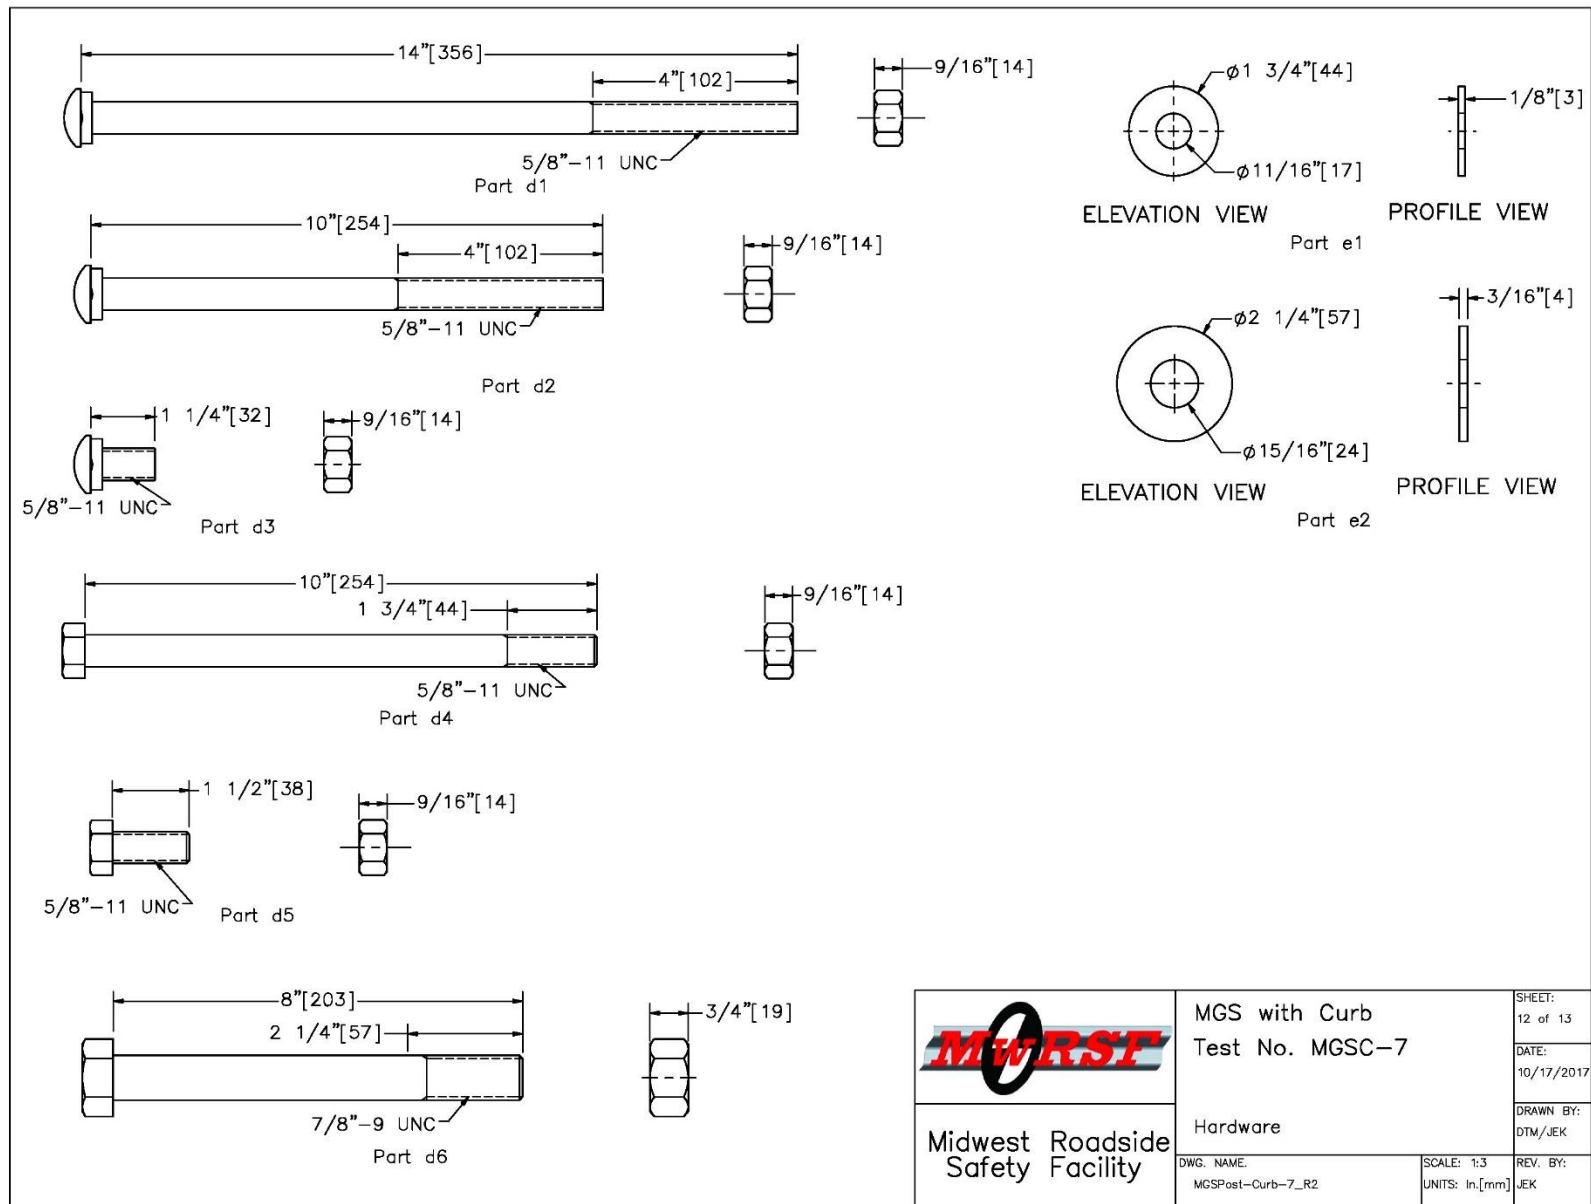 14"[356]
4"[102]
9/16"[14]
5/8"-11 UNC
Part d1
10"[254]
4"[102]
9/16"[14]
5/8"-11 UNC
Part d2
1 1/4"[32]
9/16"[14]
5/8"-11 UNC
Part d3
10"[254]
1 3/4"[44]
9/16"[14]
5/8"-11 UNC
Part d4
1 1/2"[38]
9/16"[14]
5/8"-11 UNC
Part d5
8"[203]
2 1/4"[57]
3/4"[19]
7/8"-9 UNC
Part d6
ø1 3/4"[44]
1/8"[3]
ø11/16"[17]
ELEVATION VIEW
PROFILE VIEW
Part e1
3/16"[4]
ø2 1/4"[57]
ø15/16"[24]
ELEVATION VIEW
PROFILE VIEW
Part e2
MwRSF
Midwest Roadside
Safety Facility
MGS with Curb
Test No. MGSC-7
Hardware
SHEET:
12 of 13
DATE:
10/17/2017
DRAWN BY:
DTM/JEK
DWG. NAME.
MGSPost-Curb-7_R2
SCALE: 1:3
UNITS: In.[mm]
REV. BY:
JEK